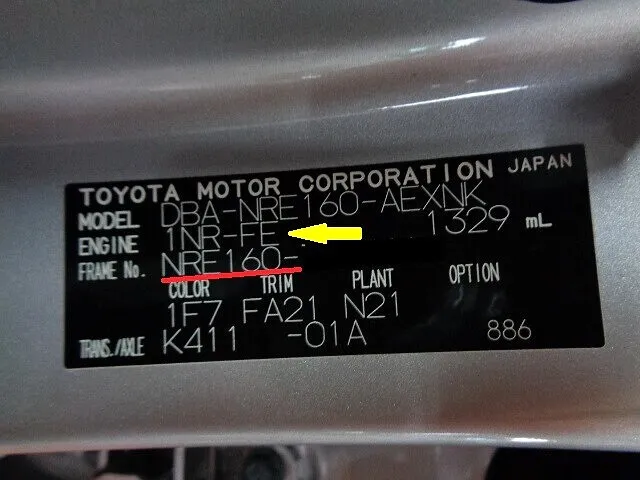 TOYOTA MOTOR CORPORATION JAPAN
MODEL DBA-NRE160-AEXNK
ENGINE 1NR-FE 1329 mL
FRAME No. NRE160-
COLOR TRIM PLANT OPTION
1F7 FA21 N21
TRANS./AXLE K411 -01A 886